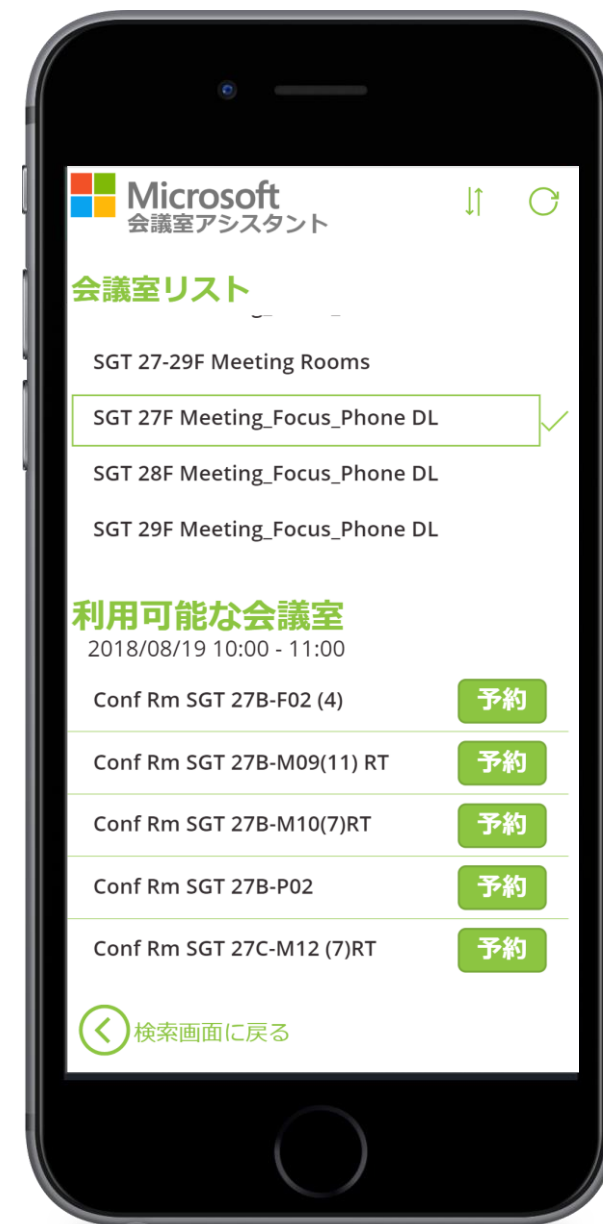 Microsoft
会議室アシスタント
会議室リスト
SGT 27-29F Meeting Rooms
SGT 27F Meeting_Focus_Phone DL
SGT 28F Meeting_Focus_Phone DL
SGT 29F Meeting_Focus_Phone DL
利用可能な会議室
2018/08/19 10:00 - 11:00
Conf Rm SGT 27B-F02 (4) 予約
Conf Rm SGT 27B-M09(11) RT 予約
Conf Rm SGT 27B-M10(7)RT 予約
Conf Rm SGT 27B-P02 予約
Conf Rm SGT 27C-M12 (7)RT 予約
検索画面に戻る